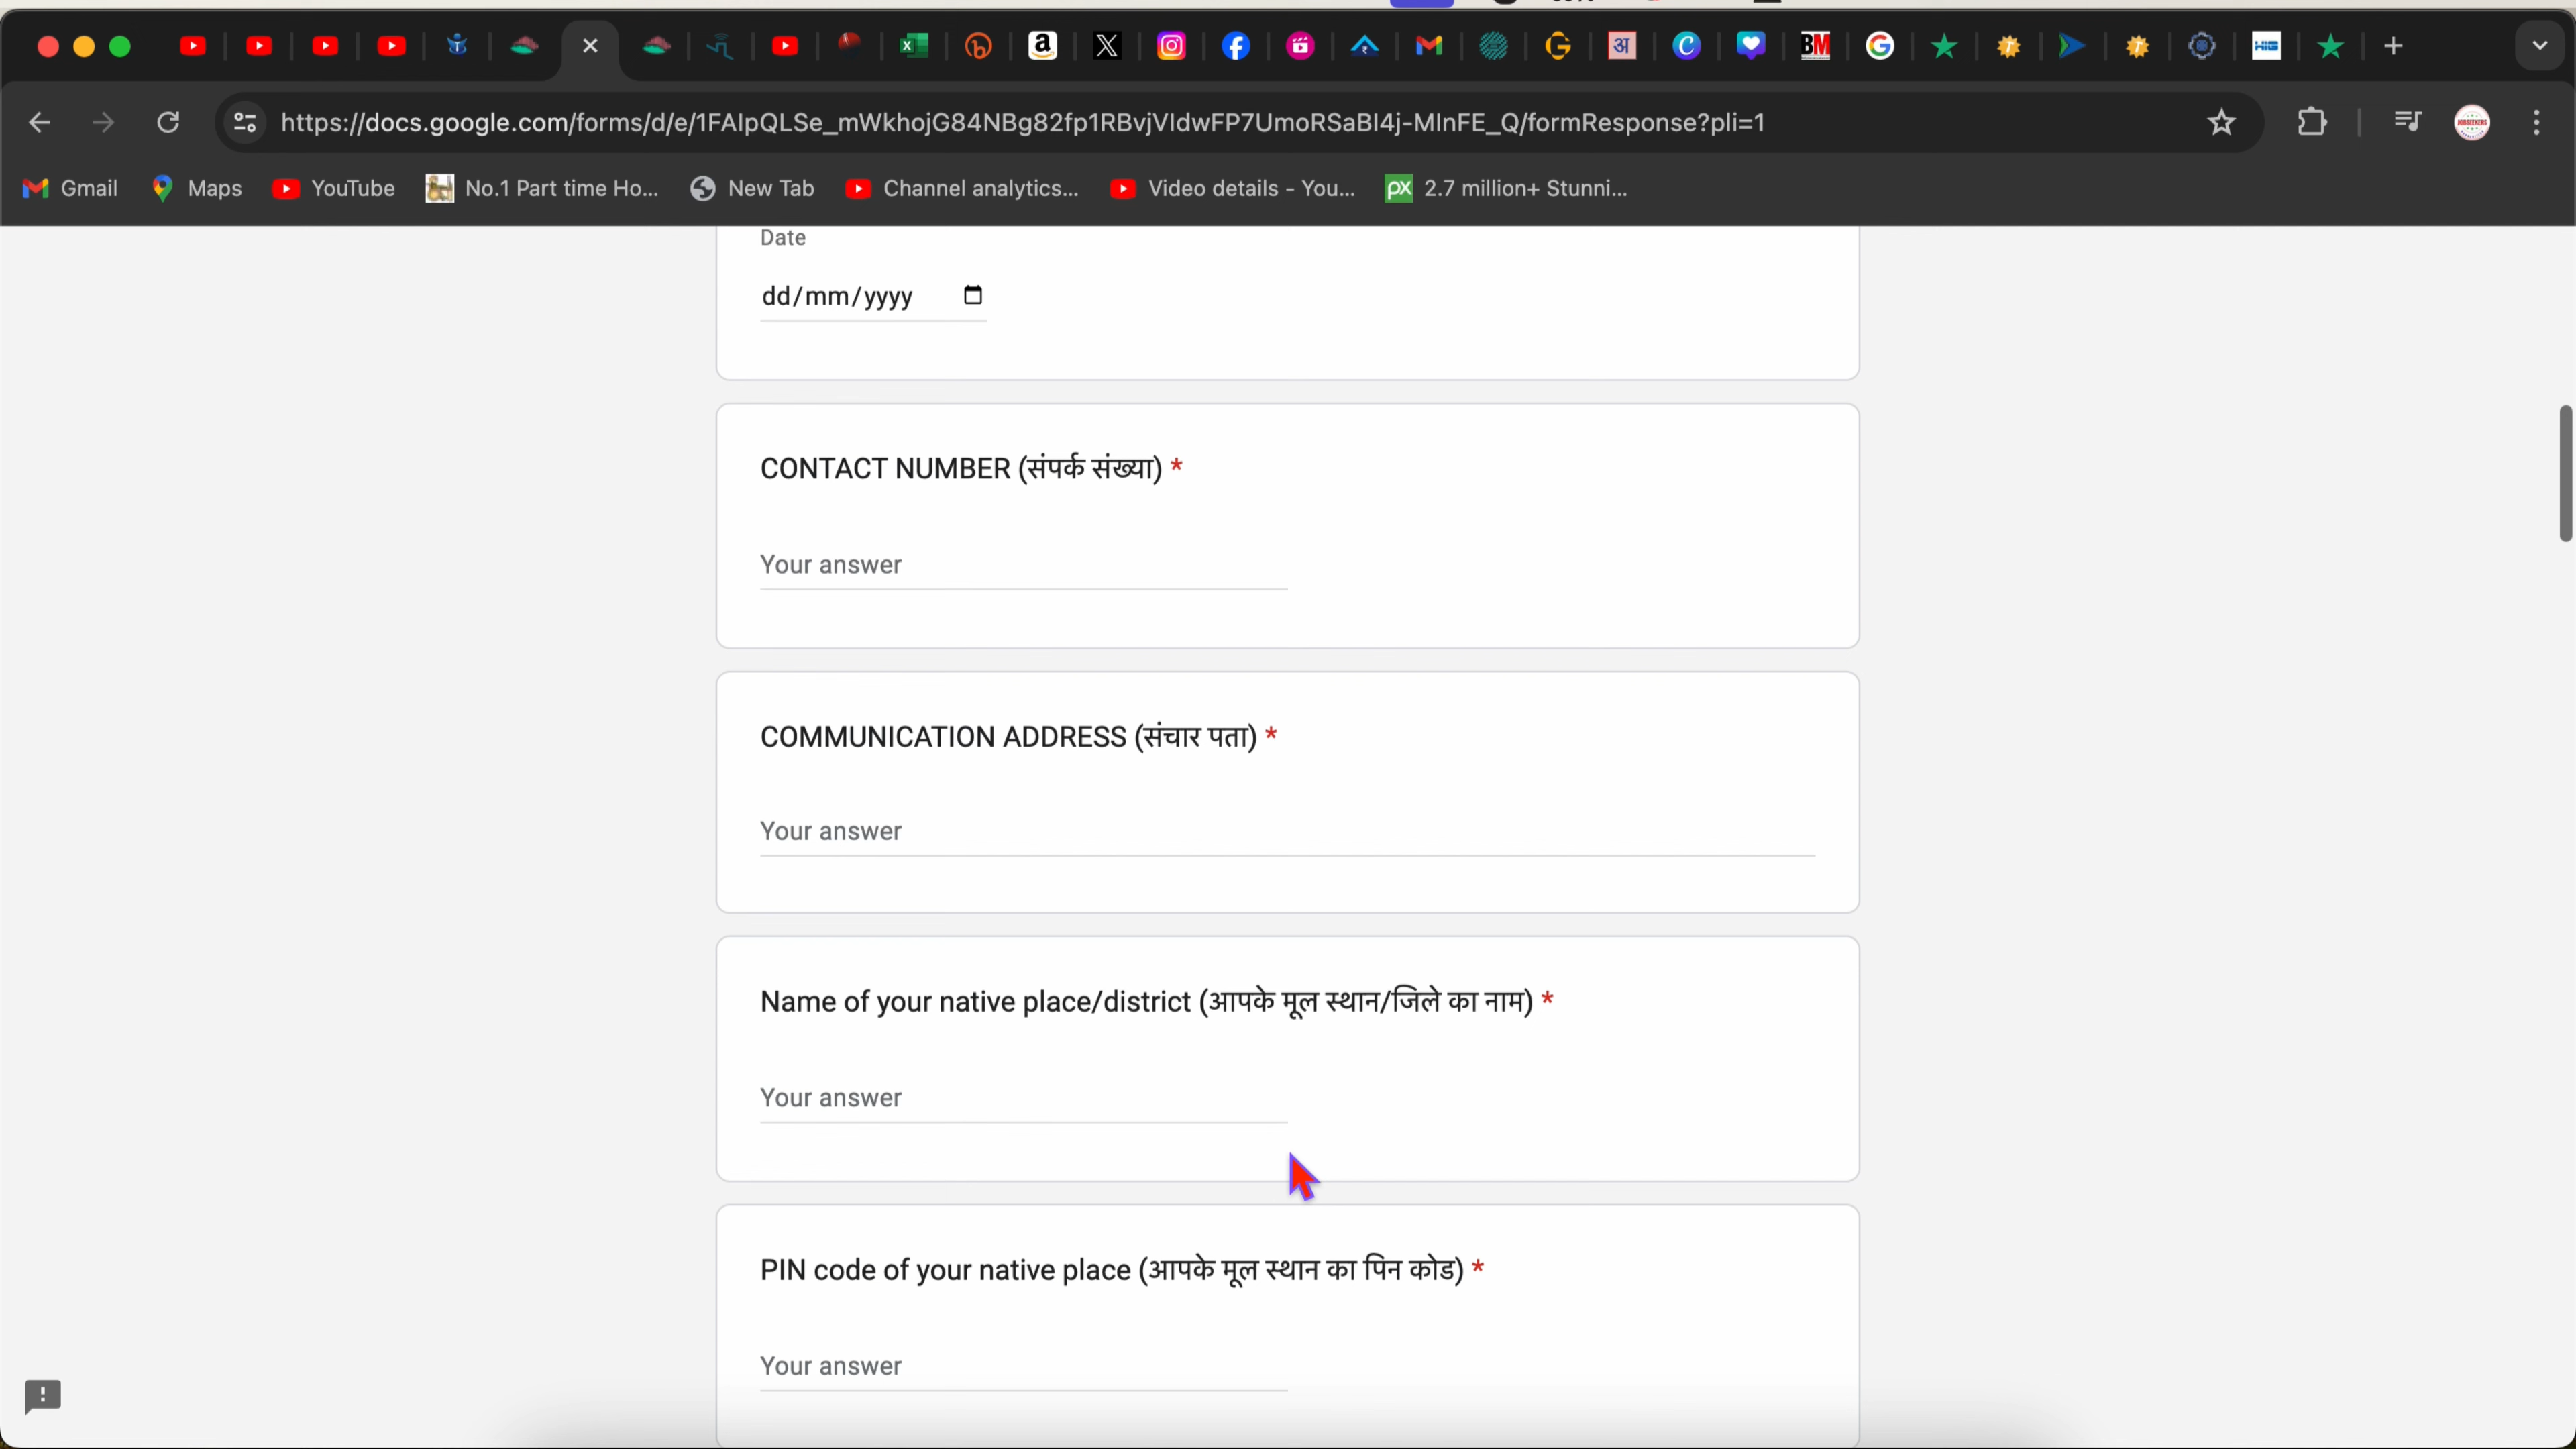 https://docs.google.com/forms/d/e/1FAIpQLSe_mWkhojG84NBg82fp1RBvjVIdwFP7UmoRSaBI4j-MInFE_Q/formResponse?pli=1
Gmail Maps YouTube No.1 Part time Ho... New Tab Channel analytics... Video details - You... 2.7 million+ Stunni...
Date
dd/mm/yyyy
CONTACT NUMBER (संपर्क संख्या) *
Your answer
COMMUNICATION ADDRESS (संचार पता) *
Your answer
Name of your native place/district (आपके मूल स्थान/जिले का नाम) *
Your answer
PIN code of your native place (आपके मूल स्थान का पिन कोड) *
Your answer